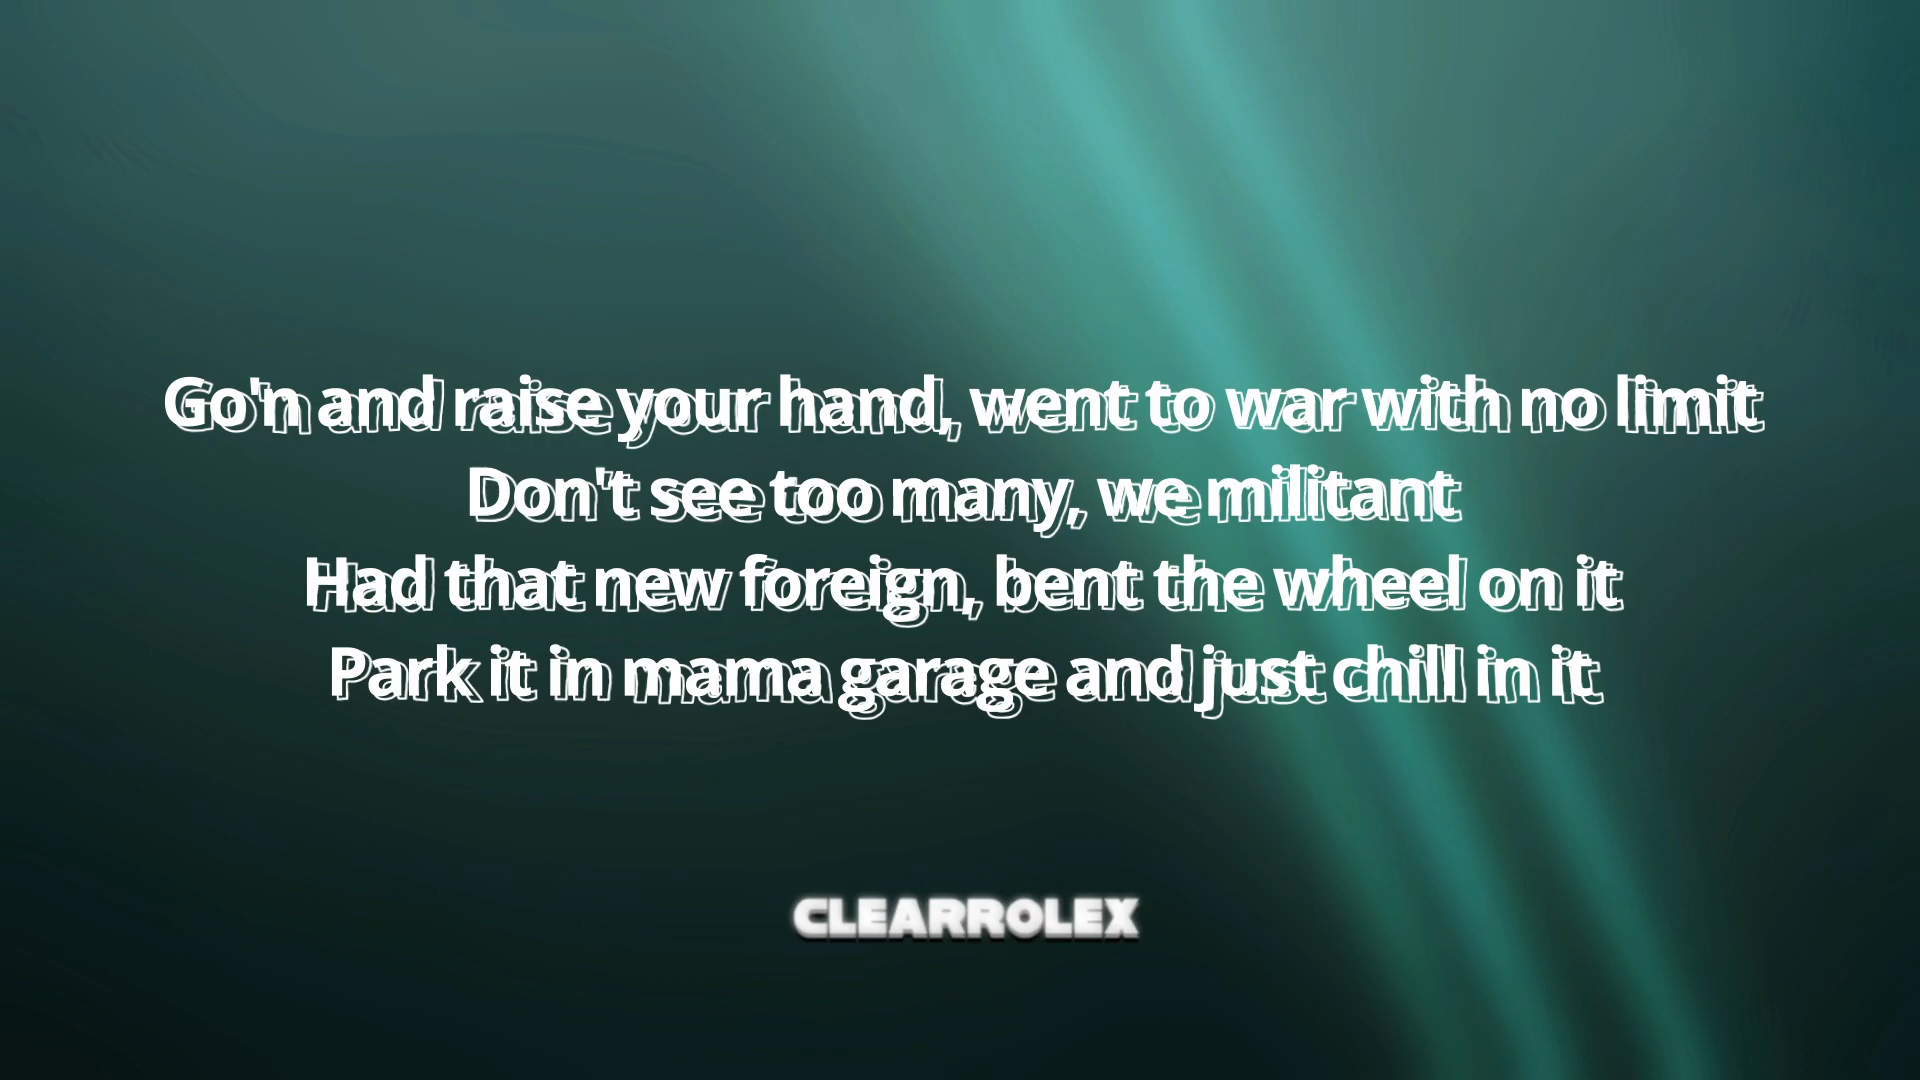 Go'n and raise your hand, went to war with no limit
Don't see too many, we militant
Had that new foreign, bent the wheel on it
Park it in mama garage and just chill in it
CLEARROLEX